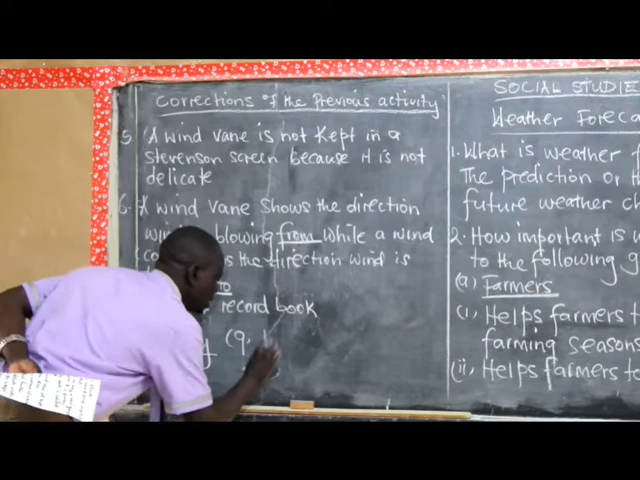 Corrections of the Previous activity
5. A wind vane is not kept in a
Stevenson screen because it is not
delicate
6. A wind vane shows the direction
blowing from while a wind
s the direction wind is
to
record book
(9,
SOCIAL STUDIE
Weather Foreca
1. What is weather
The prediction or
future weather
2. How important is
to the following
(a) Farmers
(i) Helps farmers
farming seasons
(ii) Helps farmers to